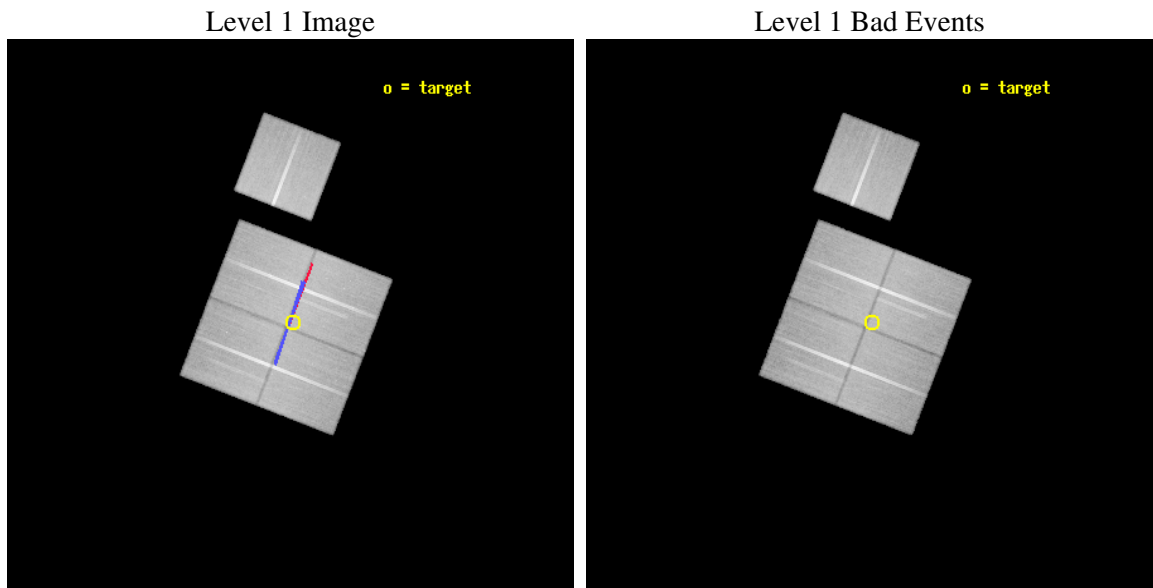 Level 1 Image
Level 1 Bad Events
o = target
o = target